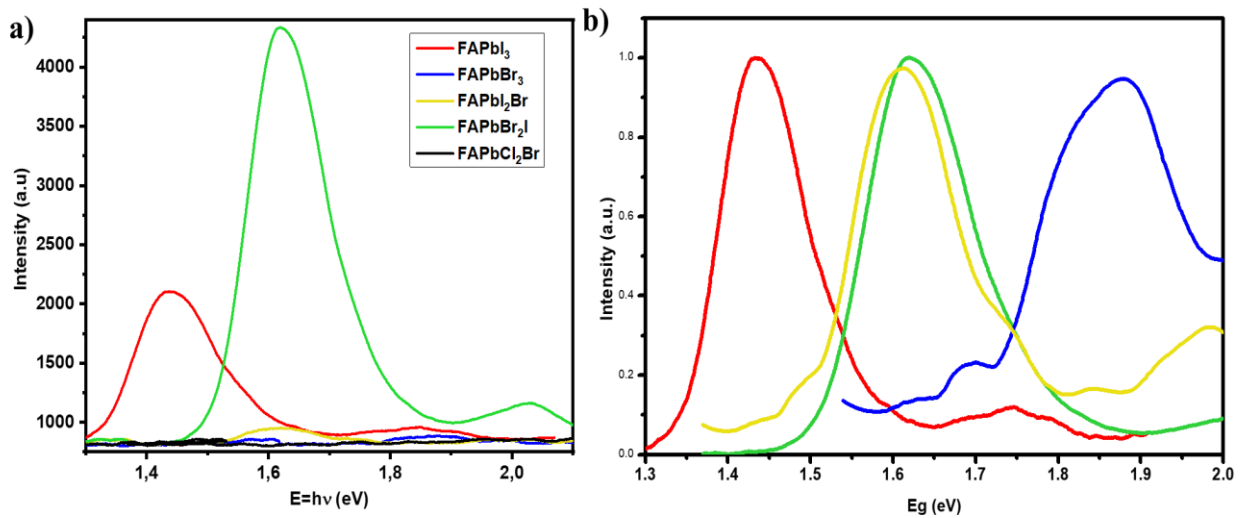 a)
Intensity (a.u)
4000
3500
3000
2500
2000
1500
1000
1,4 1,6 1,8 2,0
E=hν (eV)
FAPbI₃
FAPbBr₃
FAPbI₂Br
FAPbBr₂I
FAPbCl₂Br
b)
Intensity (a.u.)
1.0
0.8
0.6
0.4
0.2
0.0
1.3 1.4 1.5 1.6 1.7 1.8 1.9 2.0
Eg (eV)